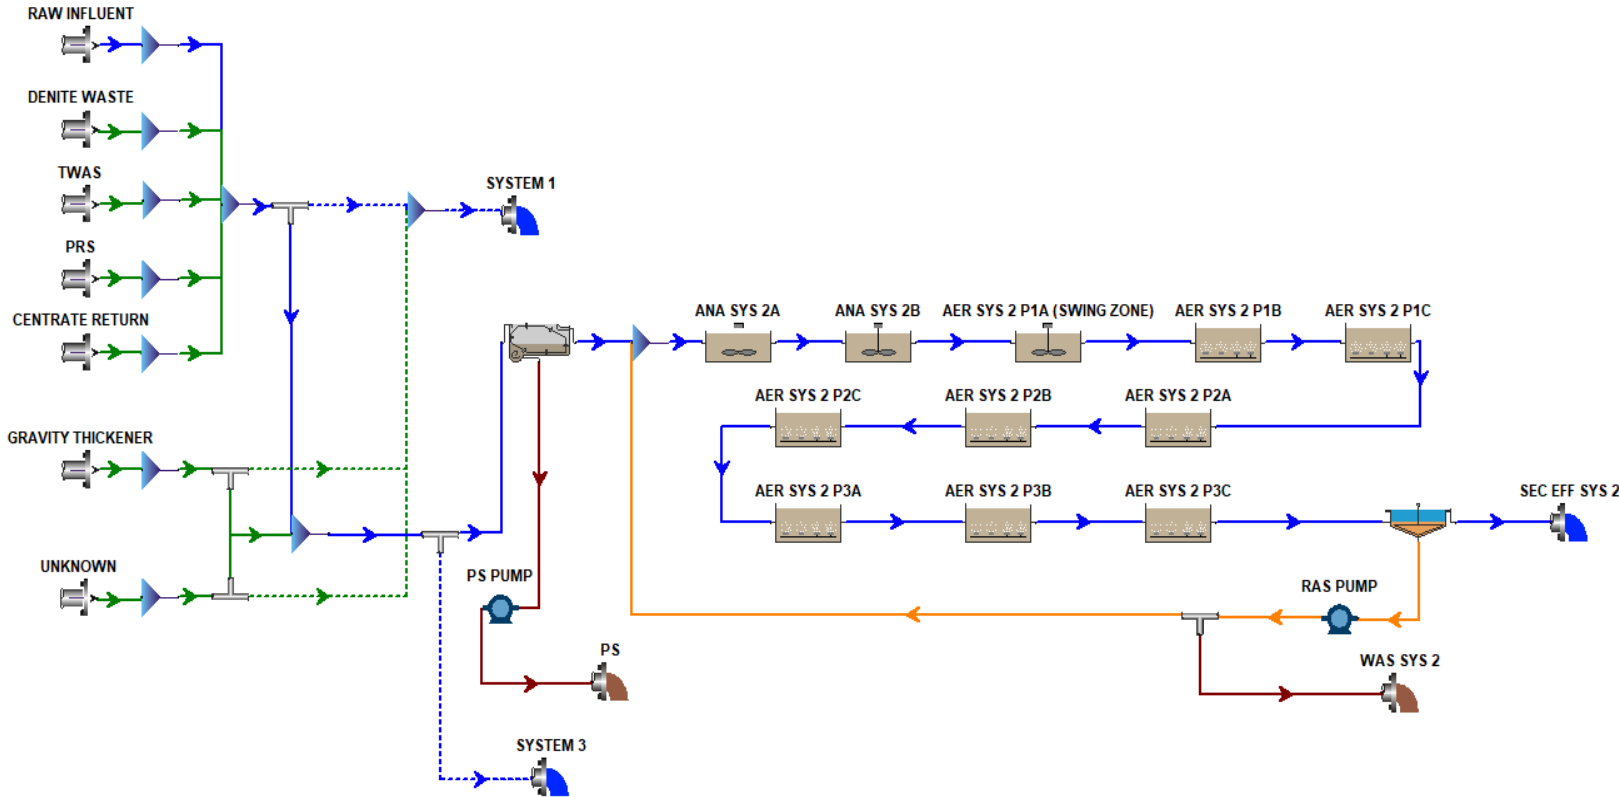 RAW INFLUENT
DENITE WASTE
TWAS
SYSTEM 1
PRS
CENTRATE RETURN
ANA SYS 2A
ANA SYS 2B
AER SYS 2 P1A (SWING ZONE)
AER SYS 2 P1B
AER SYS 2 P1C
AER SYS 2 P2C
AER SYS 2 P2B
AER SYS 2 P2A
GRAVITY THICKENER
AER SYS 2 P3A
AER SYS 2 P3B
AER SYS 2 P3C
SEC EFF SYS 2
UNKNOWN
PS PUMP
RAS PUMP
PS
WAS SYS 2
SYSTEM 3